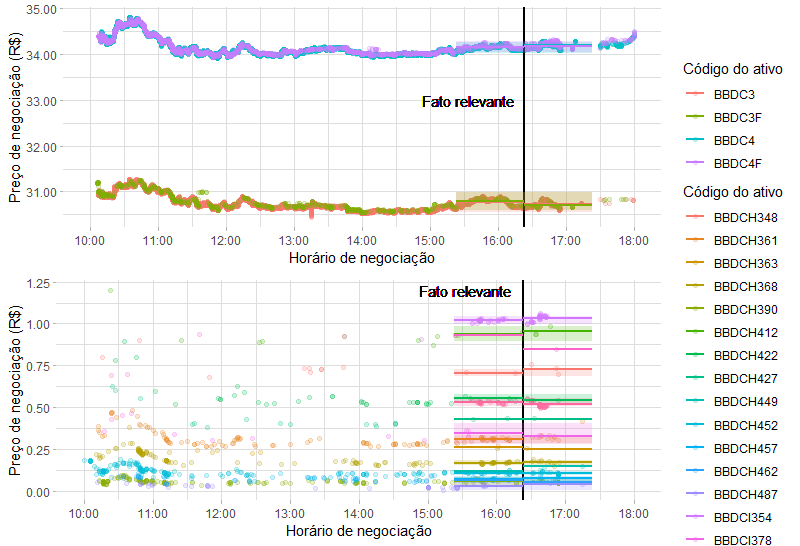 35.00
34.00
33.00
32.00
31.00
Preço de negociação (R$)
Fato relevante
10:00 11:00 12:00 13:00 14:00 15:00 16:00 17:00 18:00
Horário de negociação
1.25
1.00
0.75
0.50
0.25
0.00
Preço de negociação (R$)
Fato relevante
10:00 11:00 12:00 13:00 14:00 15:00 16:00 17:00 18:00
Horário de negociação
Código do ativo
BBDC3
BBDC3F
BBDC4
BBDC4F
Código do ativo
BBDCH348
BBDCH361
BBDCH363
BBDCH368
BBDCH390
BBDCH412
BBDCH422
BBDCH427
BBDCH449
BBDCH452
BBDCH457
BBDCH462
BBDCH487
BBDCI354
BBDCI378